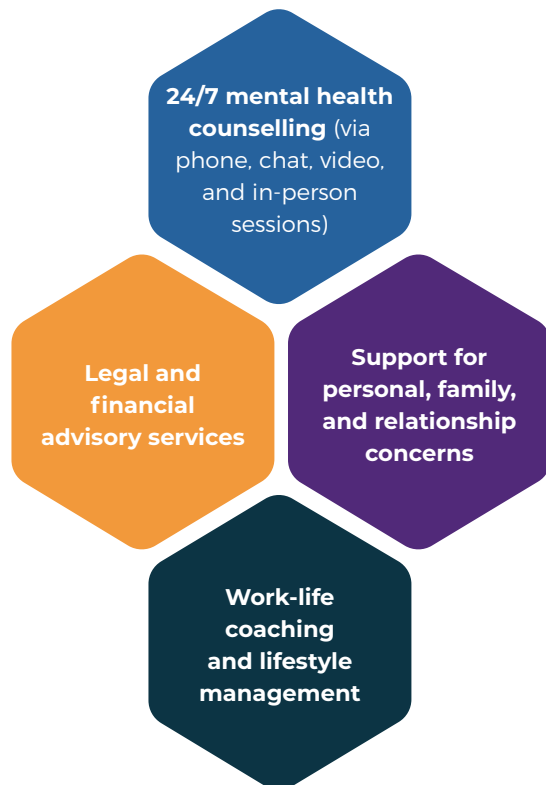 24/7 mental health
counselling (via
phone, chat, video,
and in-person
sessions)
Legal and
financial
advisory services
Support for
personal, family,
and relationship
concerns
Work-life
coaching
and lifestyle
management